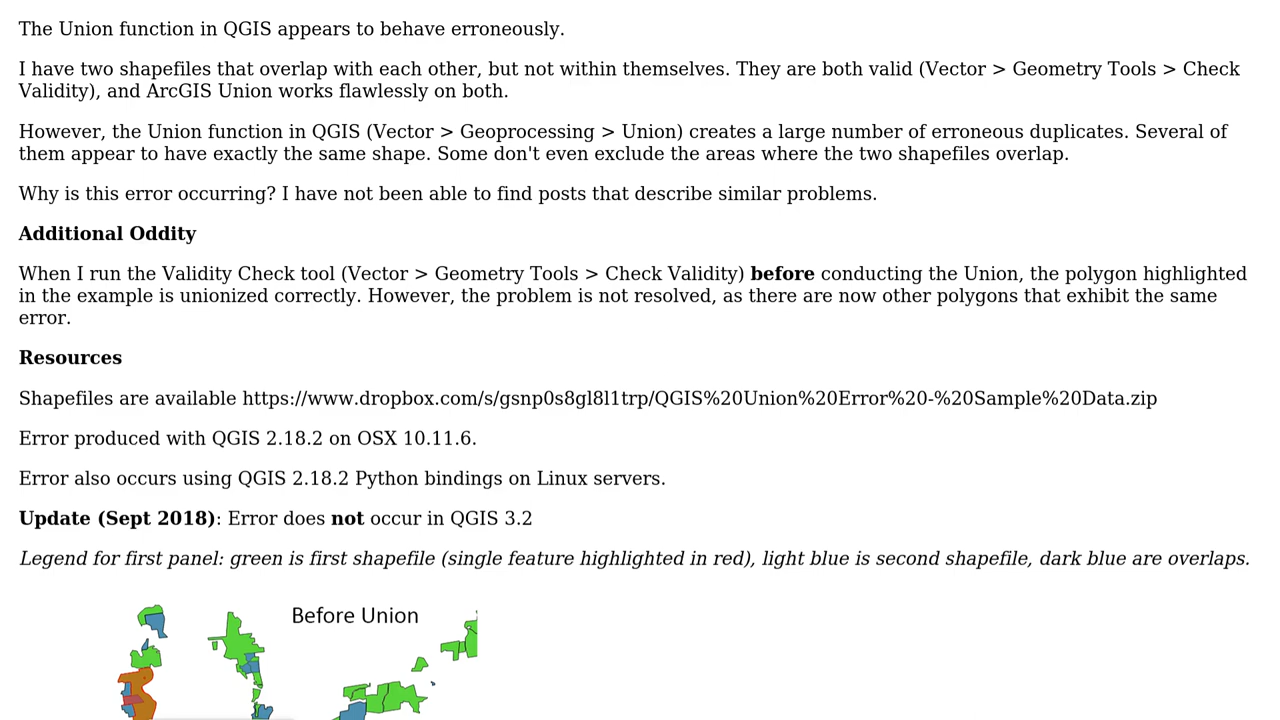 The Union function in QGIS appears to behave erroneously.
I have two shapefiles that overlap with each other, but not within themselves. They are both valid (Vector > Geometry Tools > Check
Validity), and ArcGIS Union works flawlessly on both.
However, the Union function in QGIS (Vector > Geoprocessing > Union) creates a large number of erroneous duplicates. Several of
them appear to have exactly the same shape. Some don't even exclude the areas where the two shapefiles overlap.
Why is this error occurring? I have not been able to find posts that describe similar problems.
Additional Oddity
When I run the Validity Check tool (Vector > Geometry Tools > Check Validity) before conducting the Union, the polygon highlighted
in the example is unionized correctly. However, the problem is not resolved, as there are now other polygons that exhibit the same
error.
Resources
Shapefiles are available https://www.dropbox.com/s/gsnp0s8gl8l1trp/QGIS%20Union%20Error%20-%20Sample%20Data.zip
Error produced with QGIS 2.18.2 on OSX 10.11.6.
Error also occurs using QGIS 2.18.2 Python bindings on Linux servers.
Update (Sept 2018): Error does not occur in QGIS 3.2
Legend for first panel: green is first shapefile (single feature highlighted in red), light blue is second shapefile, dark blue are overlaps.
Before Union